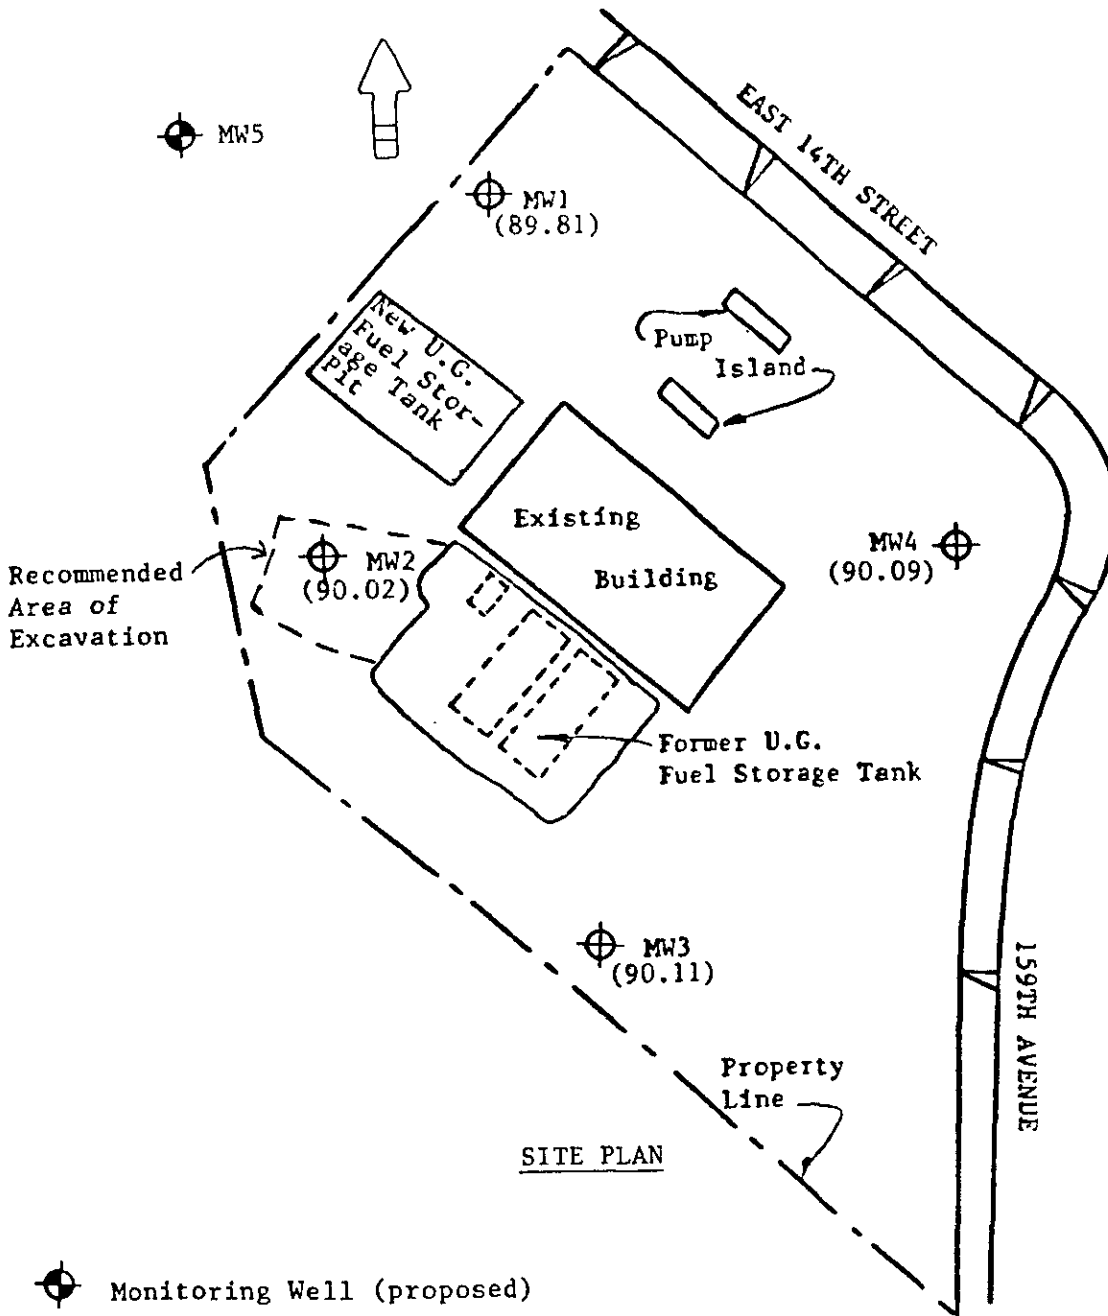 EAST 14TH STREET
MW5
MW1
(89.81)
New U.G.
Fuel Stor-
age Tank
Pit
Pump
Island
Existing
Building
MW4
(90.09)
MW2
(90.02)
Recommended
Area of
Excavation
Former U.G.
Fuel Storage Tank
MW3
(90.11)
159TH AVENUE
Property
Line
SITE PLAN
Monitoring Well (proposed)